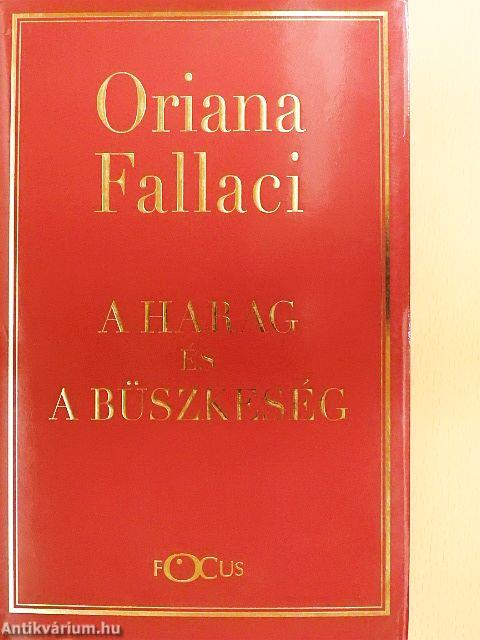 Oriana
Fallaci
A HARAG
ÉS
A BÜSZKESÉG
FOCUS
Antikvárium.hu